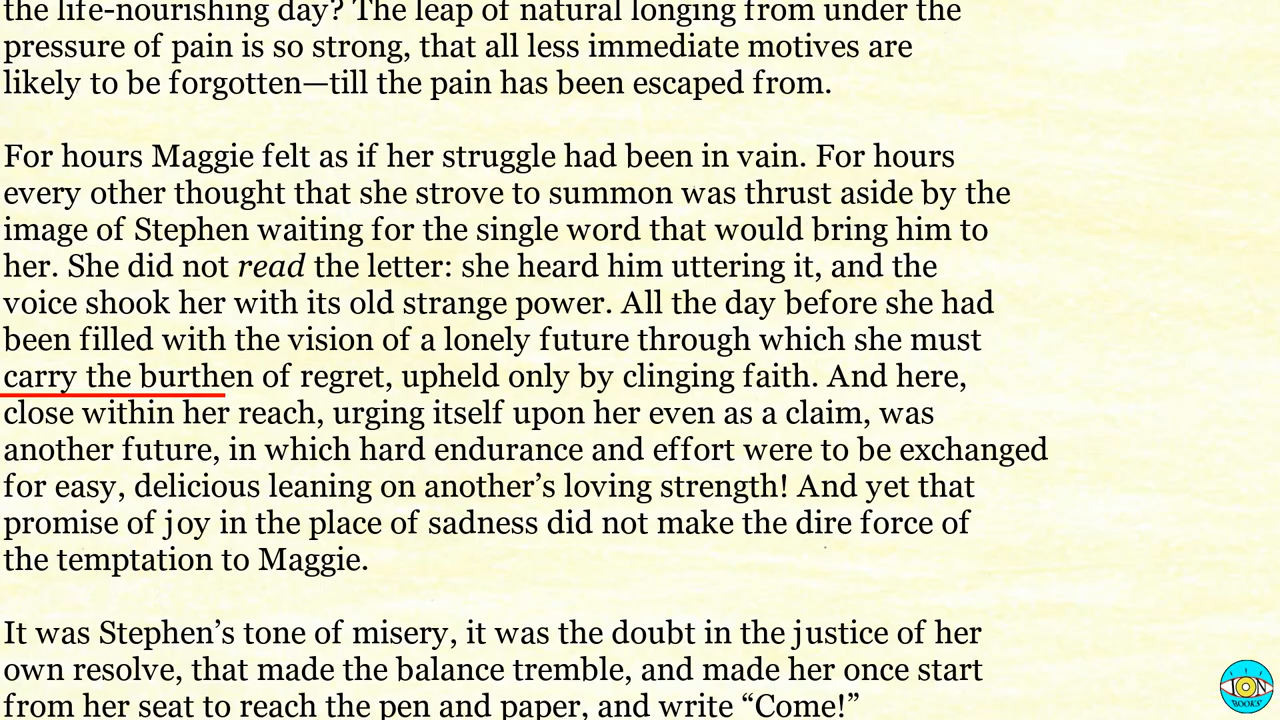 the life-nourishing day? The leap of natural longing from under the
pressure of pain is so strong, that all less immediate motives are
likely to be forgotten—till the pain has been escaped from.
For hours Maggie felt as if her struggle had been in vain. For hours
every other thought that she strove to summon was thrust aside by the
image of Stephen waiting for the single word that would bring him to
her. She did not read the letter: she heard him uttering it, and the
voice shook her with its old strange power. All the day before she had
been filled with the vision of a lonely future through which she must
carry the burthen of regret, upheld only by clinging faith. And here,
close within her reach, urging itself upon her even as a claim, was
another future, in which hard endurance and effort were to be exchanged
for easy, delicious leaning on another’s loving strength! And yet that
promise of joy in the place of sadness did not make the dire force of
the temptation to Maggie.
It was Stephen’s tone of misery, it was the doubt in the justice of her
own resolve, that made the balance tremble, and made her once start
from her seat to reach the pen and paper, and write “Come!”
ION
BOOKS